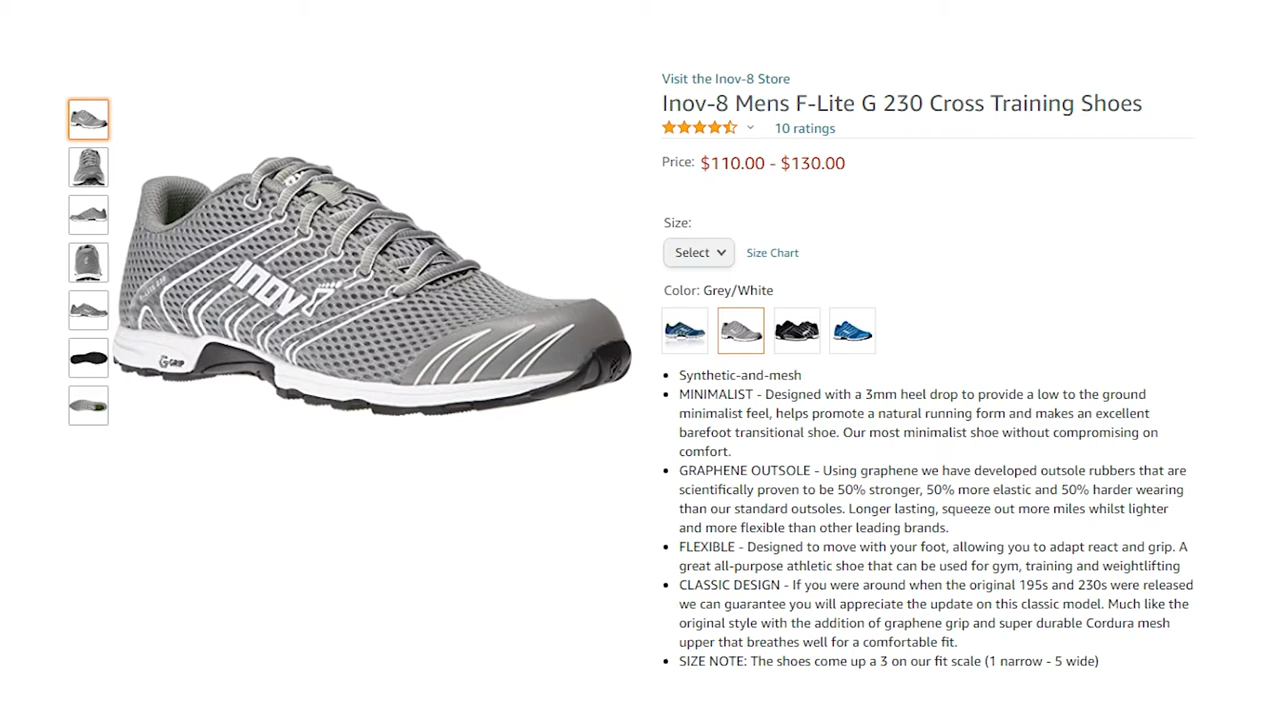 Visit the Inov-8 Store
Inov-8 Mens F-Lite G 230 Cross Training Shoes
10 ratings
Price: $110.00 - $130.00
Size:
Select
Size Chart
Color: Grey/White
INOV
GRIP
Synthetic-and-mesh
MINIMALIST - Designed with a 3mm heel drop to provide a low to the ground
minimalist feel, helps promote a natural running form and makes an excellent
barefoot transitional shoe. Our most minimalist shoe without compromising on
comfort.
GRAPHENE OUTSOLE - Using graphene we have developed outsole rubbers that are
scientifically proven to be 50% stronger, 50% more elastic and 50% harder wearing
than our standard outsoles. Longer lasting, squeeze out more miles whilst lighter
and more flexible than other leading brands.
FLEXIBLE - Designed to move with your foot, allowing you to adapt react and grip. A
great all-purpose athletic shoe that can be used for gym, training and weightlifting
CLASSIC DESIGN - If you were around when the original 195s and 230s were released
we can guarantee you will appreciate the update on this classic model. Much like the
original style with the addition of graphene grip and super durable Cordura mesh
upper that breathes well for a comfortable fit.
SIZE NOTE: The shoes come up a 3 on our fit scale (1 narrow - 5 wide)